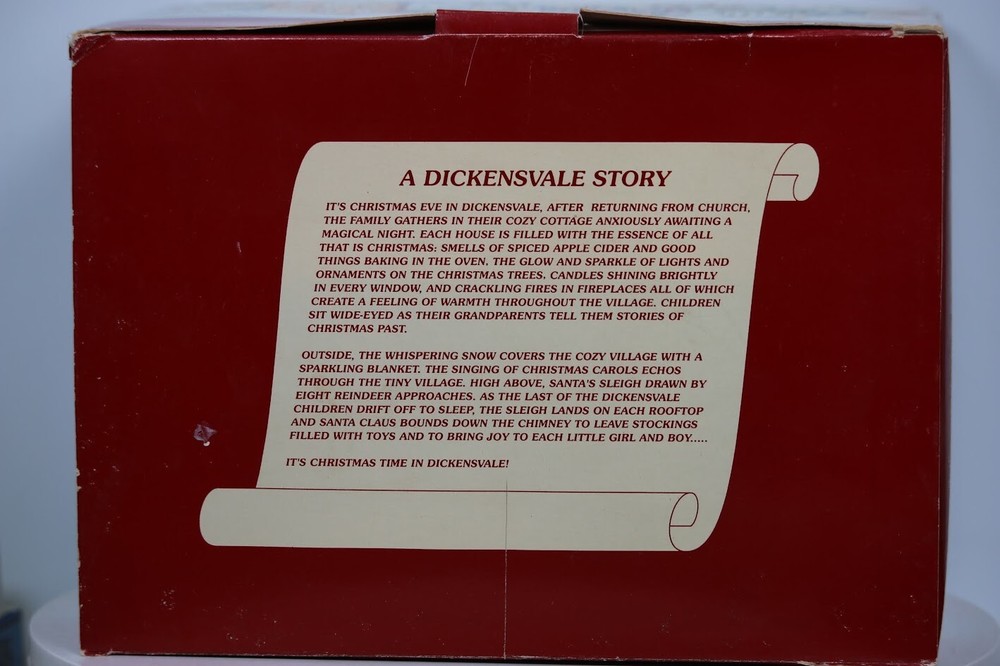 A DICKENSVALE STORY
IT'S CHRISTMAS EVE IN DICKENSVALE, AFTER RETURNING FROM CHURCH,
THE FAMILY GATHERS IN THEIR COZY COTTAGE ANXIOUSLY AWAITING A
MAGICAL NIGHT. EACH HOUSE IS FILLED WITH THE ESSENCE OF ALL
THAT IS CHRISTMAS: SMELLS OF SPICED APPLE CIDER AND GOOD
THINGS BAKING IN THE OVEN. THE GLOW AND SPARKLE OF LIGHTS AND
ORNAMENTS ON THE CHRISTMAS TREES. CANDLES SHINING BRIGHTLY
IN EVERY WINDOW, AND CRACKLING FIRES IN FIREPLACES ALL OF WHICH
CREATE A FEELING OF WARMTH THROUGHOUT THE VILLAGE. CHILDREN
SIT WIDE-EYED AS THEIR GRANDPARENTS TELL THEM STORIES OF
CHRISTMAS PAST.
OUTSIDE, THE WHISPERING SNOW COVERS THE COZY VILLAGE WITH A
SPARKLING BLANKET. THE SINGING OF CHRISTMAS CAROLS ECHOS
THROUGH THE TINY VILLAGE. HIGH ABOVE, SANTA'S SLEIGH DRAWN BY
EIGHT REINDEER APPROACHES. AS THE LAST OF THE DICKENSVALE
CHILDREN DRIFT OFF TO SLEEP, THE SLEIGH LANDS ON EACH ROOFTOP
AND SANTA CLAUS BOUNDS DOWN THE CHIMNEY TO LEAVE STOCKINGS
FILLED WITH TOYS AND TO BRING JOY TO EACH LITTLE GIRL AND BOY.....
IT'S CHRISTMAS TIME IN DICKENSVALE!